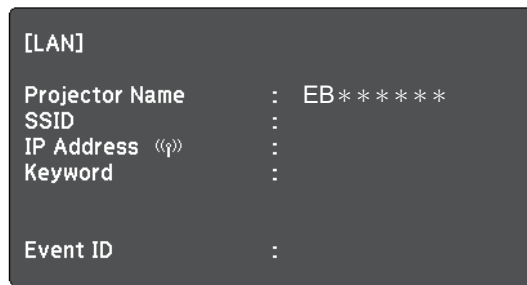 [LAN]
Projector Name : EB∗∗∗∗∗∗
SSID :
IP Address :
Keyword :
Event ID :